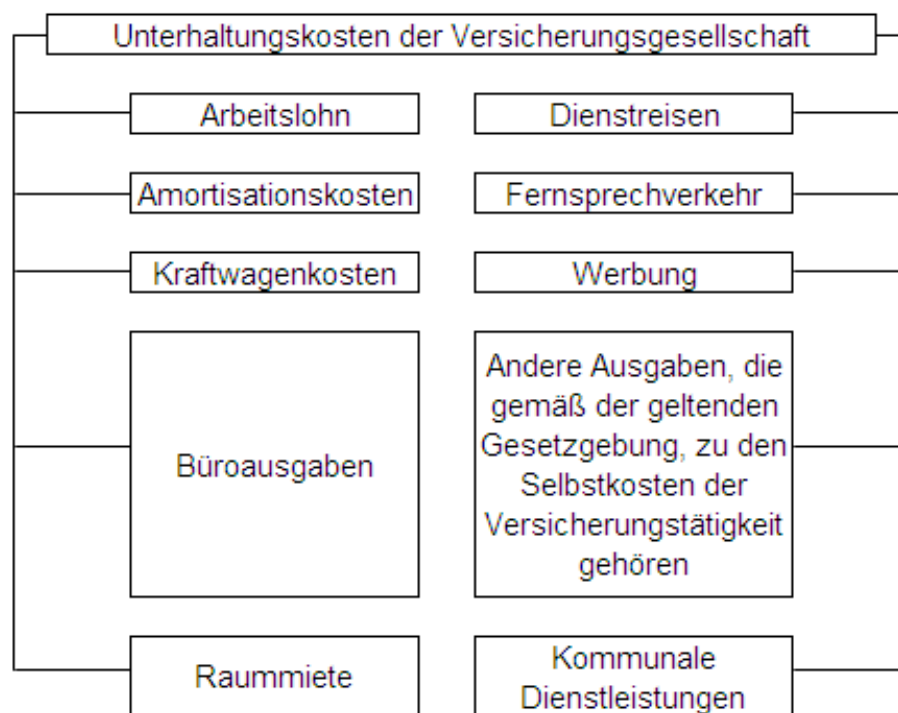 Unterhaltungskosten der Versicherungsgesellschaft
Arbeitslohn
Dienstreisen
Amortisationskosten
Fernsprechverkehr
Kraftwagenkosten
Werbung
Büroausgaben
Andere Ausgaben, die
gemäß der geltenden
Gesetzgebung, zu den
Selbstkosten der
Versicherungstätigkeit
gehören
Raummiete
Kommunale
Dienstleistungen